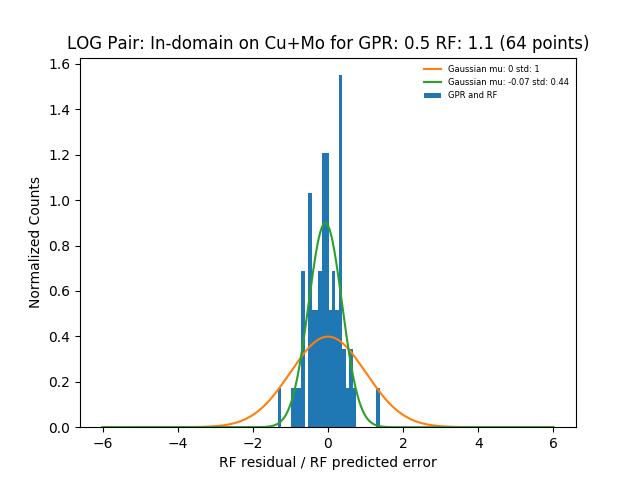 LOG Pair: In-domain on Cu+Mo for GPR: 0.5 RF: 1.1 (64 points)
Gaussian mu: 0 std: 1
Gaussian mu: -0.07 std: 0.44
GPR and RF
Normalized Counts
1.6
1.4
1.2
1.0
0.8
0.6
0.4
0.2
0.0
−6 −4 −2 0 2 4 6
RF residual / RF predicted error